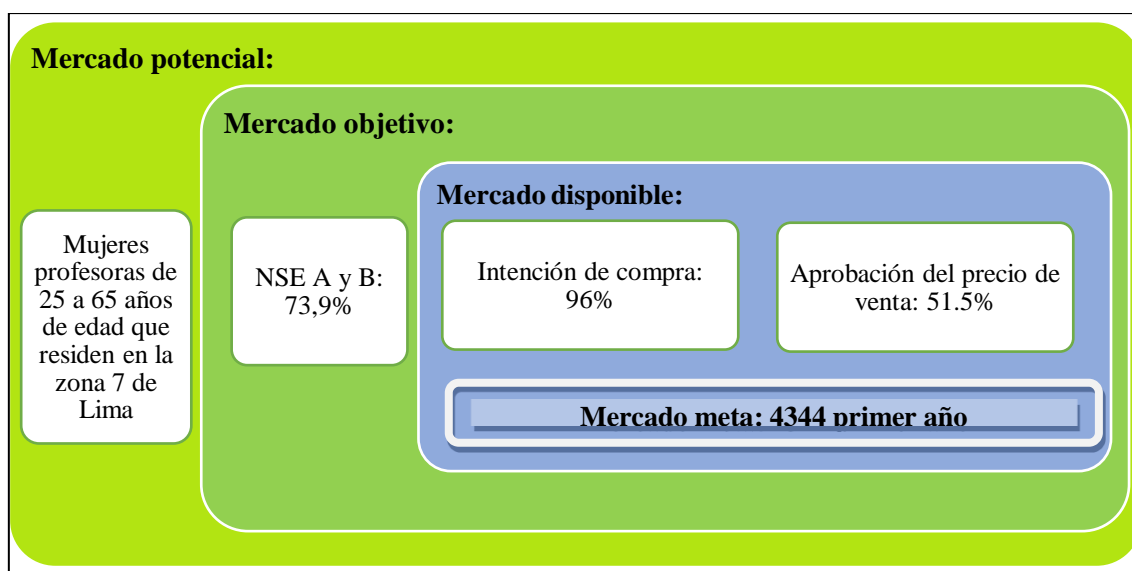 Mercado potencial:
Mercado objetivo:
Mercado disponible:
Mujeres
profesoras de
25 a 65 años
de edad que
residen en la
zona 7 de
Lima
NSE A y B:
73,9%
Intención de compra:
96%
Aprobación del precio de
venta: 51.5%
Mercado meta: 4344 primer año